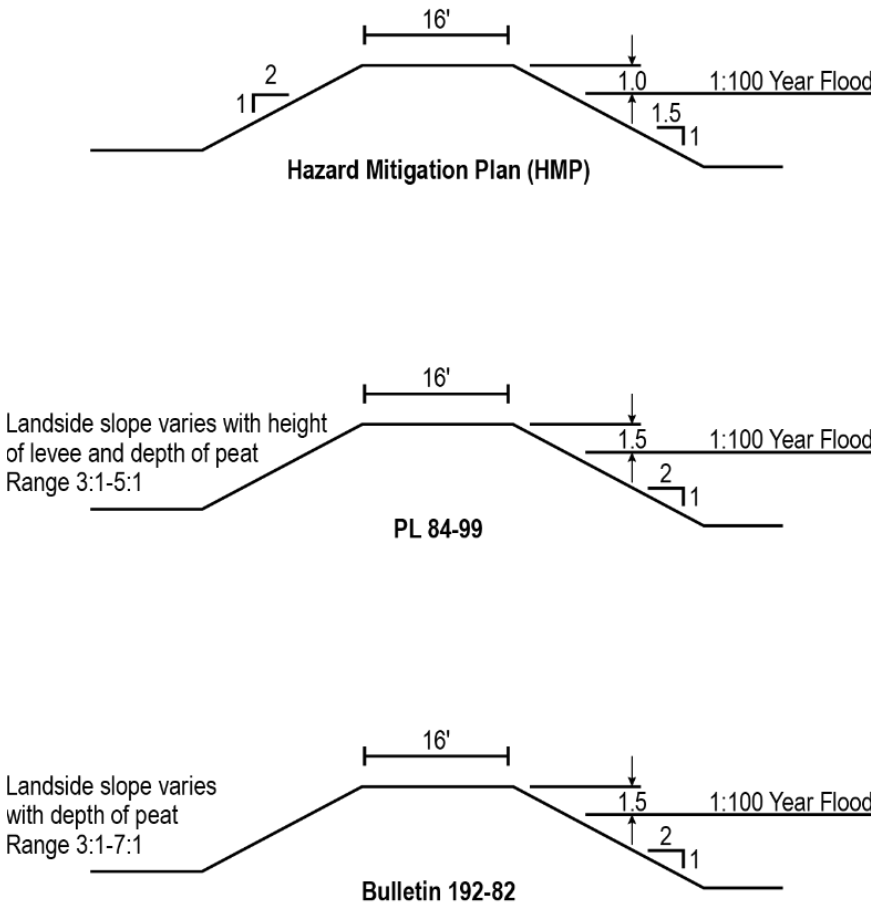 16'
2
1
1.0
1:100 Year Flood
1.5
1
Hazard Mitigation Plan (HMP)
16'
Landside slope varies with height
of levee and depth of peat
Range 3:1-5:1
1.5
1:100 Year Flood
2
1
PL 84-99
16'
Landside slope varies
with depth of peat
Range 3:1-7:1
1.5
1:100 Year Flood
2
1
Bulletin 192-82